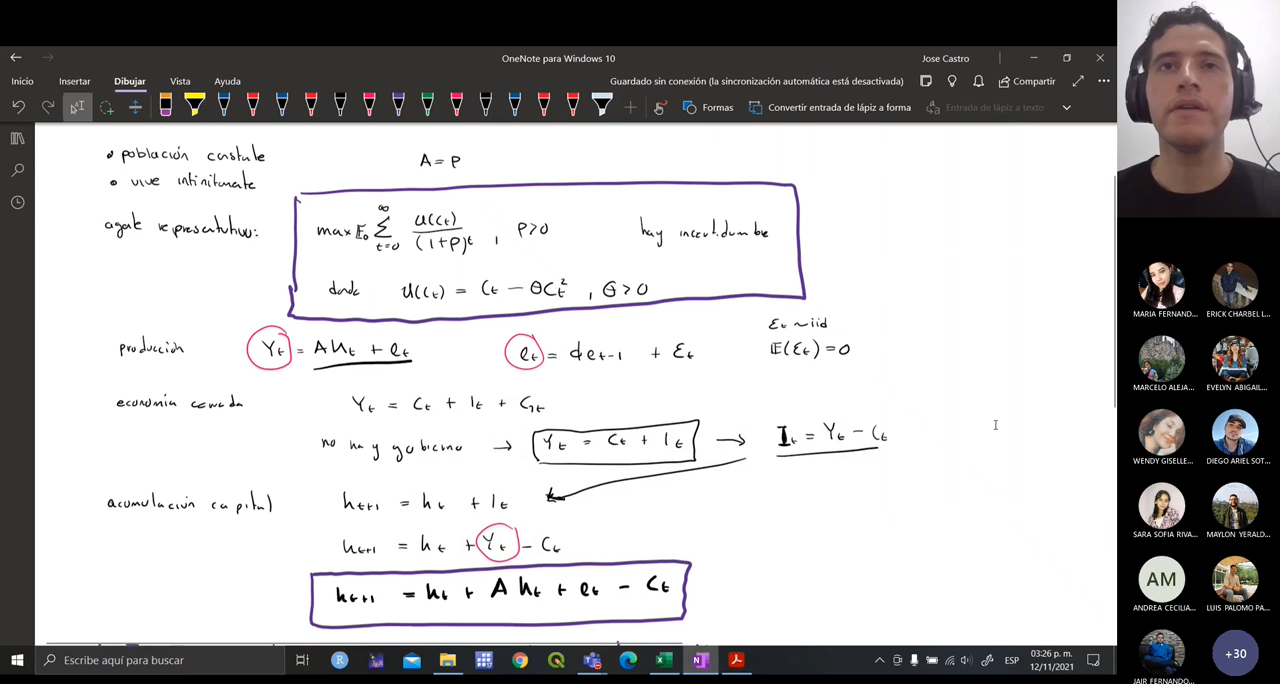 OneNote para Windows 10
Jose Castro
Inicio Insertar Dibujar Vista Ayuda
Guardado sin conexión (la sincronización automática está desactivada)
Compartir
Formas
Convertir entrada de lápiz a forma
Entrada de lápiz a texto
• población constante
A = ρ
• vive infinitamente
agente representativo:
max E₀ ∑_{t=0}^{∞} u(Ct)/(1+ρ)^t , ρ>0
hay incertidumbre
donde u(Ct) = Ct − θCt² , θ>0
εt ~ iid
producción Yt = Akt + et
et = ϕet-1 + εt
E(εt) = 0
economía cerrada Yt = Ct + It + Gt
no hay gobierno → Yt = Ct + It → It = Yt − Ct
acumulación capital kt+1 = kt + It
kt+1 = kt + Yt − Ct
kt+1 = kt + Akt + et − Ct
MARIA FERNAND...
ERICK CHARBEL L...
MARCELO ALEJA...
EVELYN ABIGAIL...
WENDY GISELLE...
DIEGO ARIEL SOT...
SARA SOFIA RIVA...
MAYLON YERALD...
AM
ANDREA CECILIA...
LUIS PALOMO PA...
JAIR FERNANDO...
+30
Escribe aquí para buscar
ESP
03:26 p. m.
12/11/2021